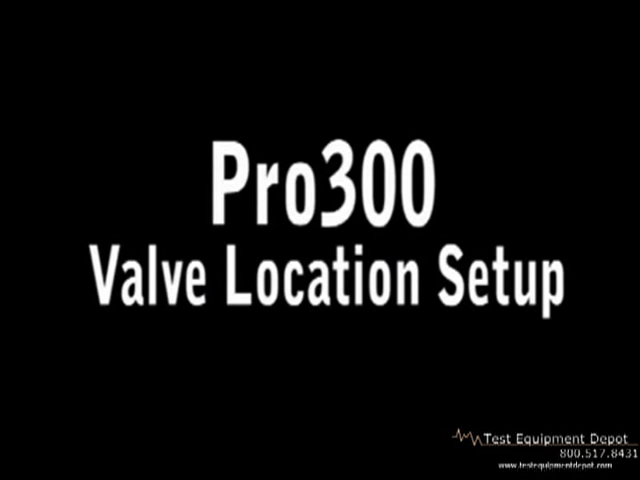 Pro300
Valve Location Setup
Test Equipment Depot
800.517.8431
www.testequipmentdepot.com